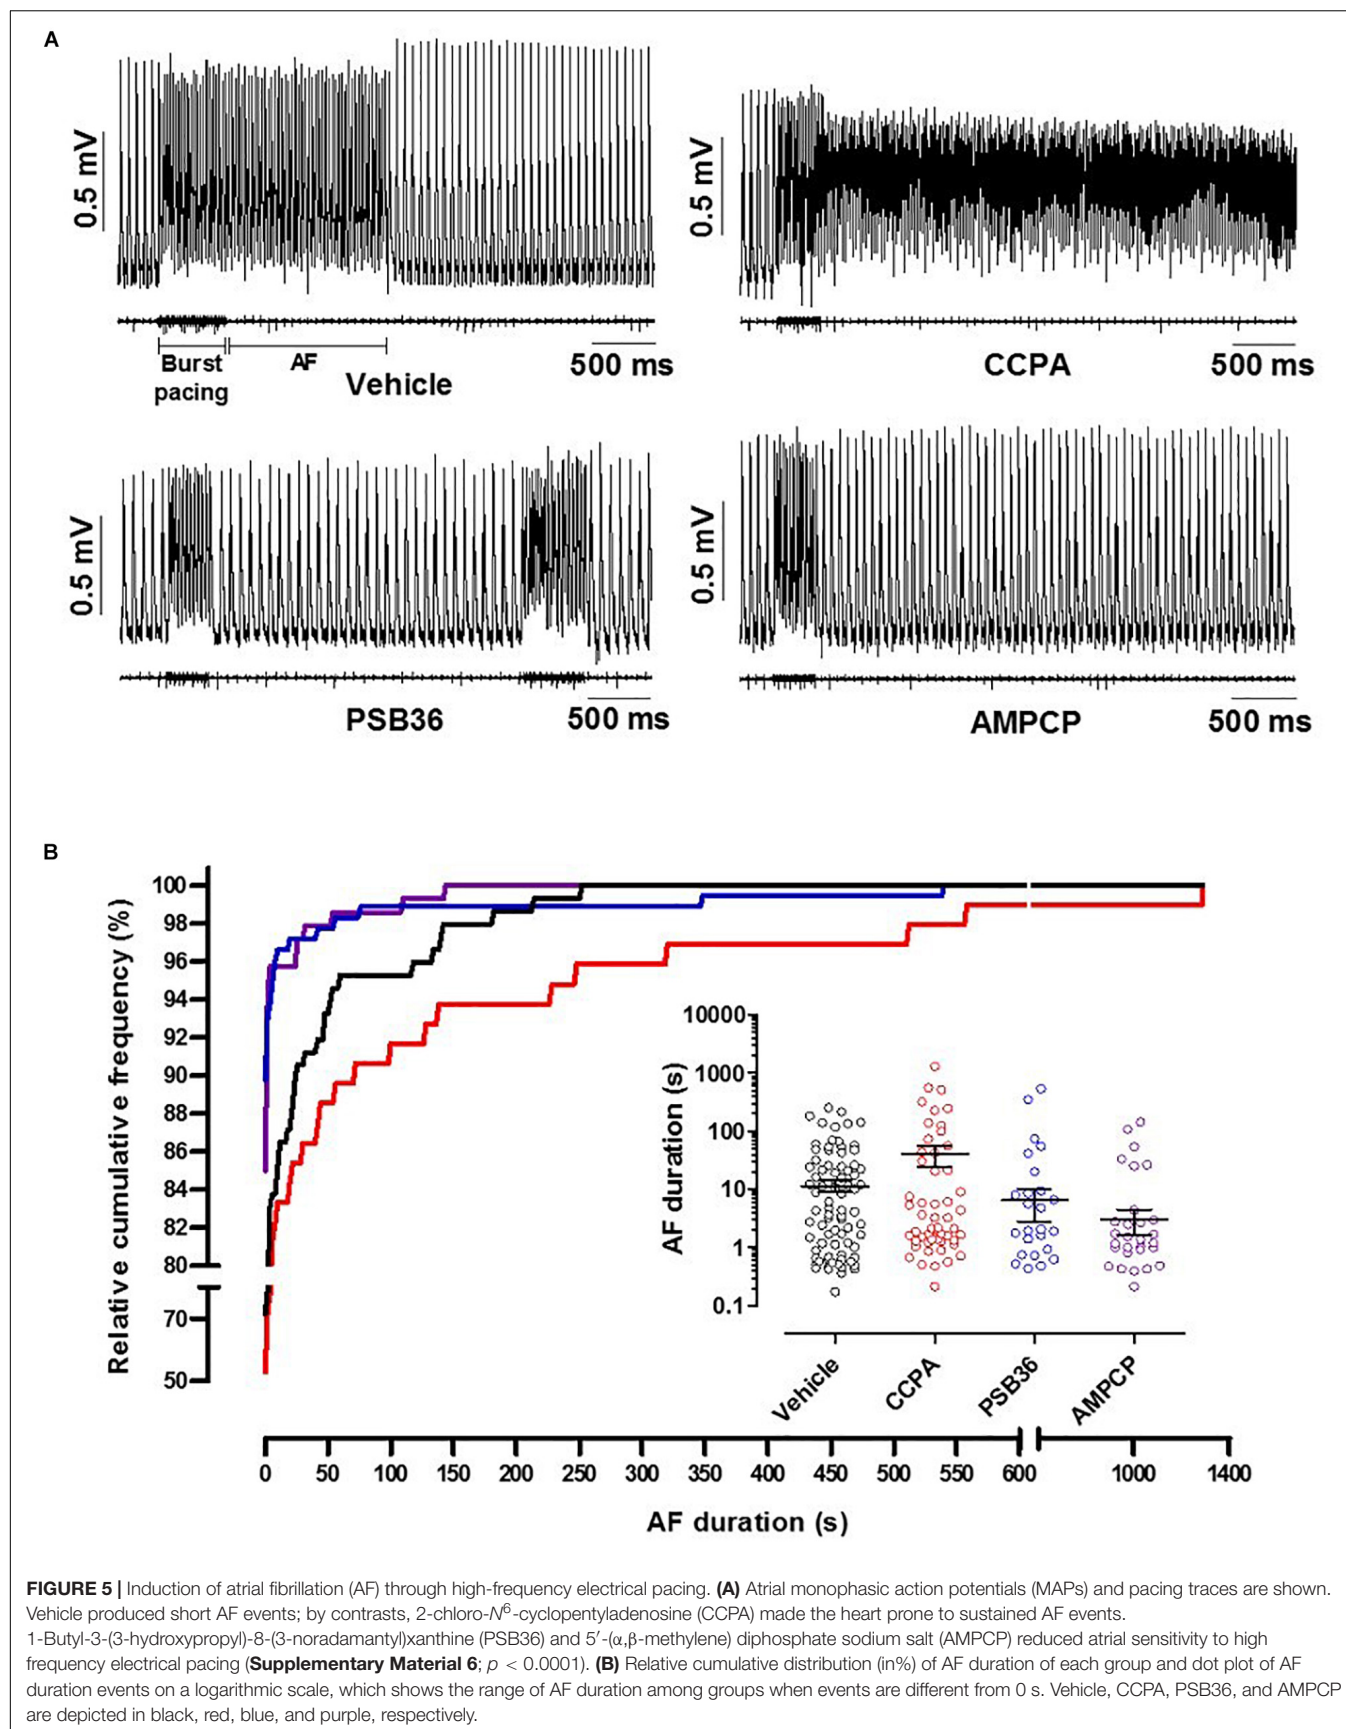 A
0.5 mV
Burst
pacing
AF
Vehicle
500 ms
0.5 mV
CCPA
500 ms
0.5 mV
PSB36
500 ms
0.5 mV
AMPCP
500 ms
B
Relative cumulative frequency (%)
100
98
96
94
92
90
88
86
84
82
80
70
50
0 50 100 150 200 250 300 350 400 450 500 550 600 1000 1400
AF duration (s)
AF duration (s)
10000
1000
100
10
1
0.1
Vehicle
CCPA
PSB36
AMPCP
FIGURE 5 | Induction of atrial fibrillation (AF) through high-frequency electrical pacing. (A) Atrial monophasic action potentials (MAPs) and pacing traces are shown.
Vehicle produced short AF events; by contrasts, 2-chloro-N⁶-cyclopentyladenosine (CCPA) made the heart prone to sustained AF events.
1-Butyl-3-(3-hydroxypropyl)-8-(3-noradamantyl)xanthine (PSB36) and 5′-(α,β-methylene) diphosphate sodium salt (AMPCP) reduced atrial sensitivity to high
frequency electrical pacing (Supplementary Material 6; p < 0.0001). (B) Relative cumulative distribution (in%) of AF duration of each group and dot plot of AF
duration events on a logarithmic scale, which shows the range of AF duration among groups when events are different from 0 s. Vehicle, CCPA, PSB36, and AMPCP
are depicted in black, red, blue, and purple, respectively.